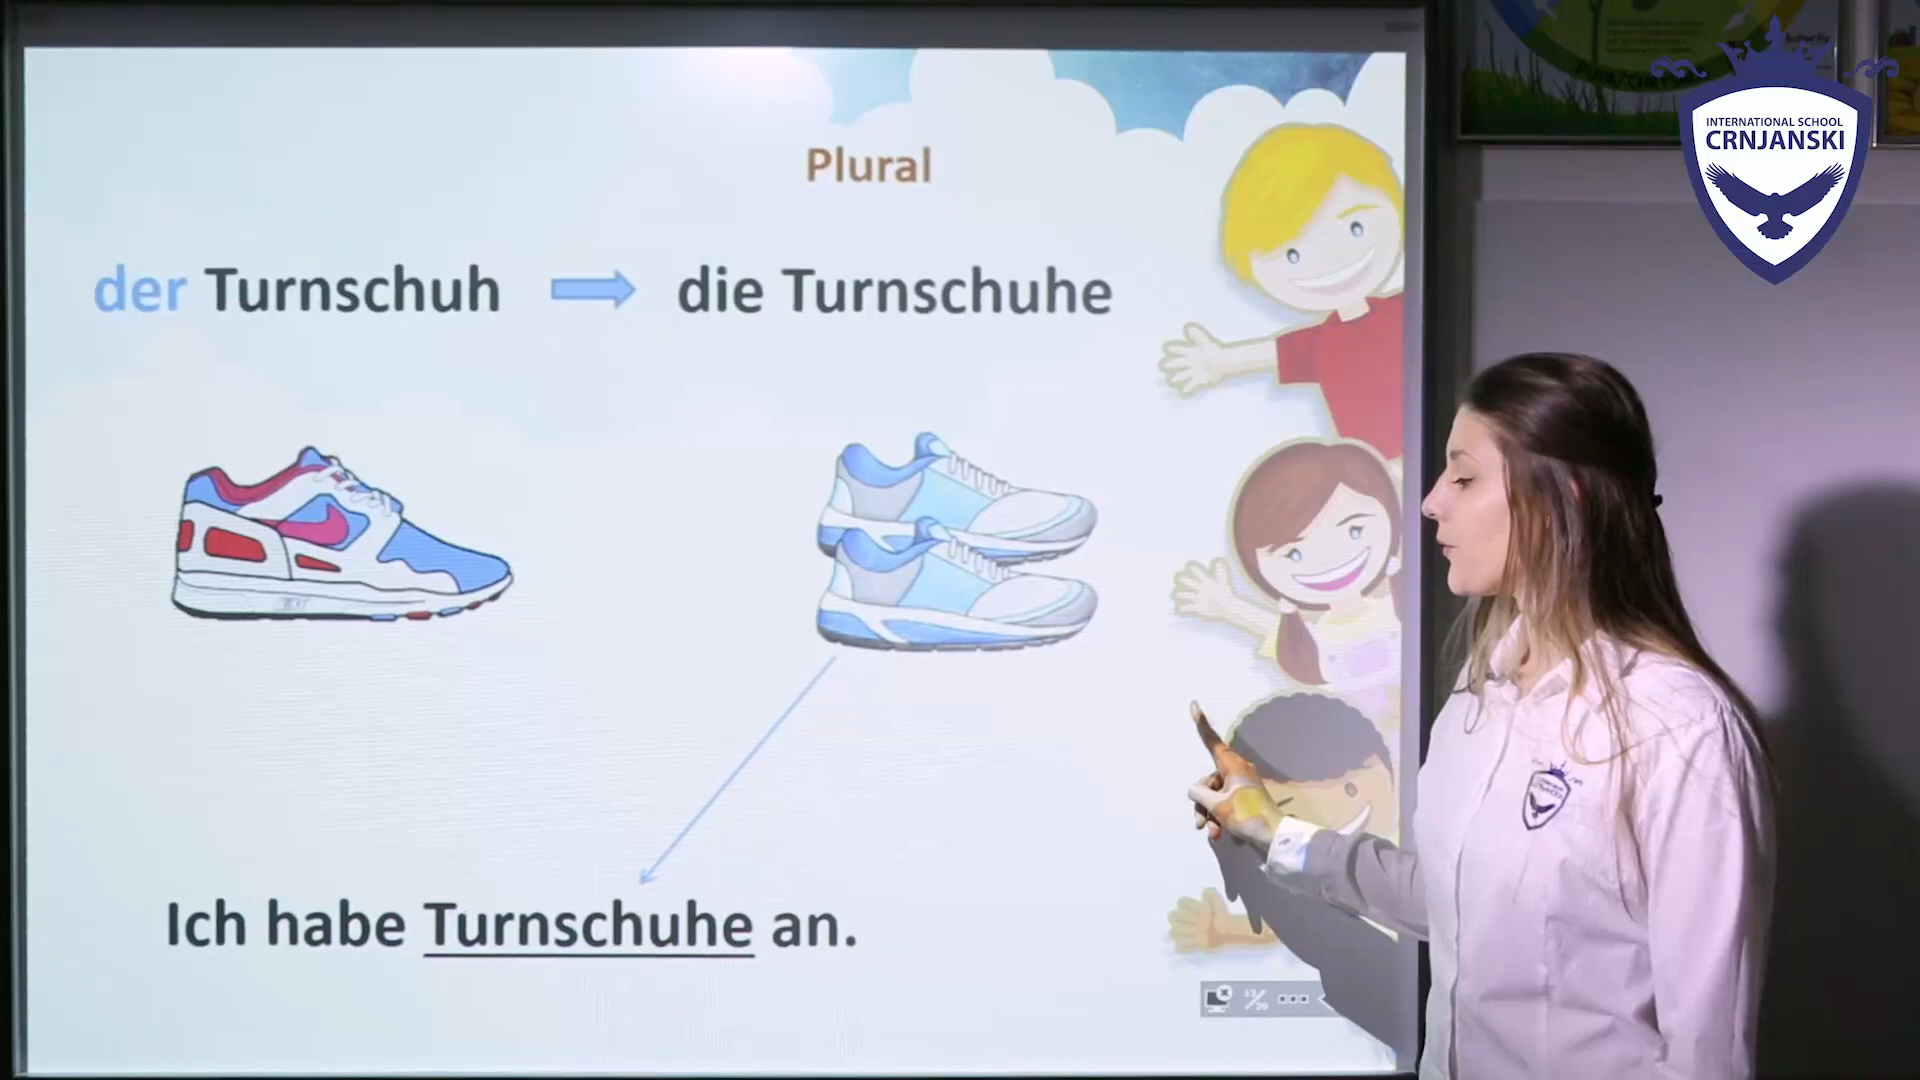 Plural
der Turnschuh die Turnschuhe
Ich habe Turnschuhe an.
INTERNATIONAL SCHOOL
CRNJANSKI